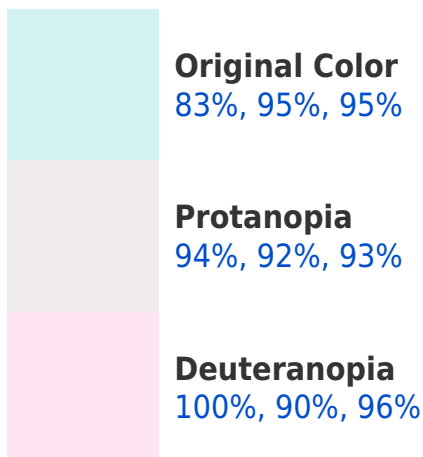 Original Color
83%, 95%, 95%
Protanopia
94%, 92%, 93%
Deuteranopia
100%, 90%, 96%